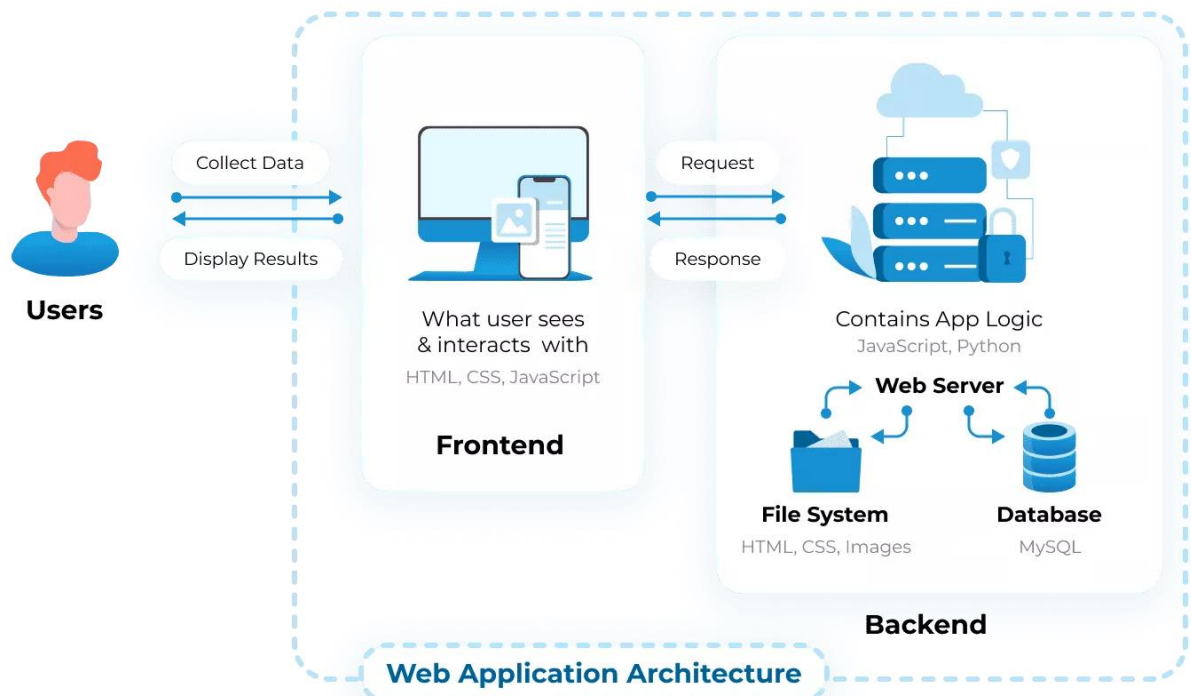 Collect Data
Display Results
Users
What user sees
& interacts with
HTML, CSS, JavaScript
Frontend
Request
Response
Contains App Logic
JavaScript, Python
Web Server
File System
HTML, CSS, Images
Database
MySQL
Backend
Web Application Architecture